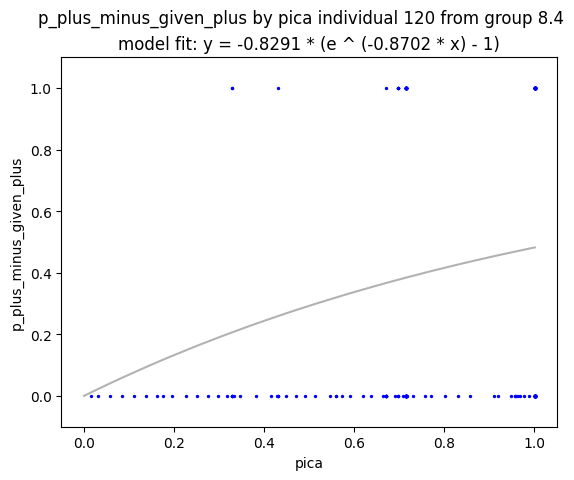 p_plus_minus_given_plus by pica individual 120 from group 8.4
model fit: y = -0.8291 * (e ^ (-0.8702 * x) - 1)
1.0
0.8
0.6
0.4
0.2
0.0
p_plus_minus_given_plus
0.0 0.2 0.4 0.6 0.8 1.0
pica